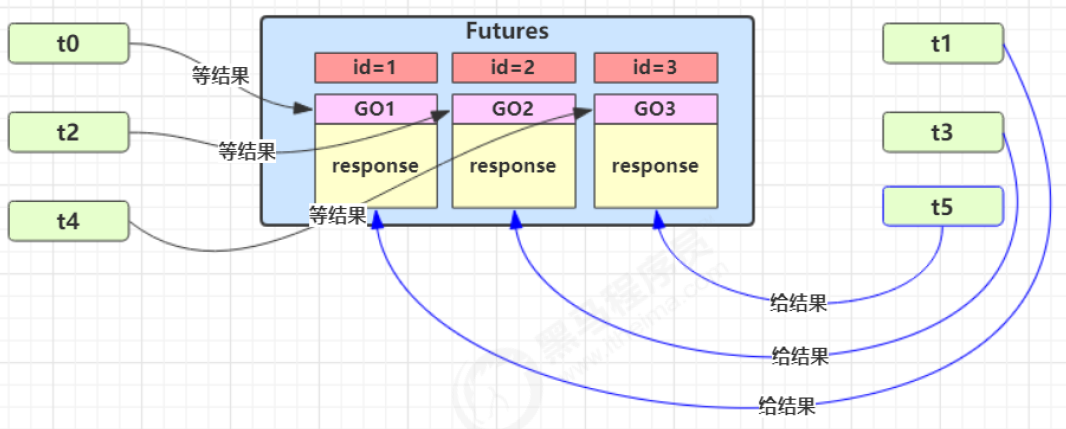 Futures
t0
t1
id=1
id=2
id=3
等结果
GO1
GO2
GO3
t2
t3
等结果
response
response
response
t4
等结果
t5
给结果
给结果
给结果
黑马程序员
www.itheima.com